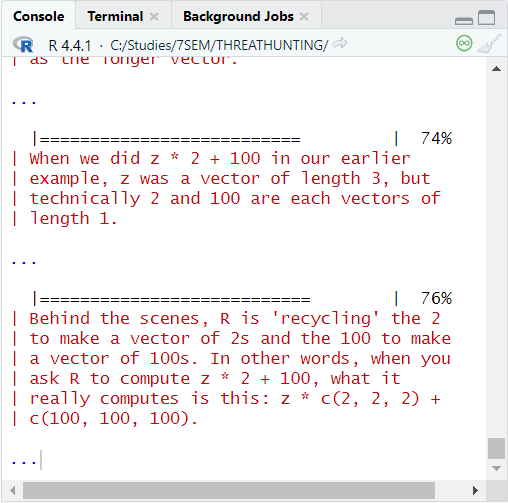 Console Terminal × Background Jobs ×
R 4.4.1 · C:/Studies/7SEM/THREATHUNTING/
| as the longer vector.
...
|========================== | 74%
| When we did z * 2 + 100 in our earlier
| example, z was a vector of length 3, but
| technically 2 and 100 are each vectors of
| length 1.
...
|=========================== | 76%
| Behind the scenes, R is 'recycling' the 2
| to make a vector of 2s and the 100 to make
| a vector of 100s. In other words, when you
| ask R to compute z * 2 + 100, what it
| really computes is this: z * c(2, 2, 2) +
| c(100, 100, 100).
...